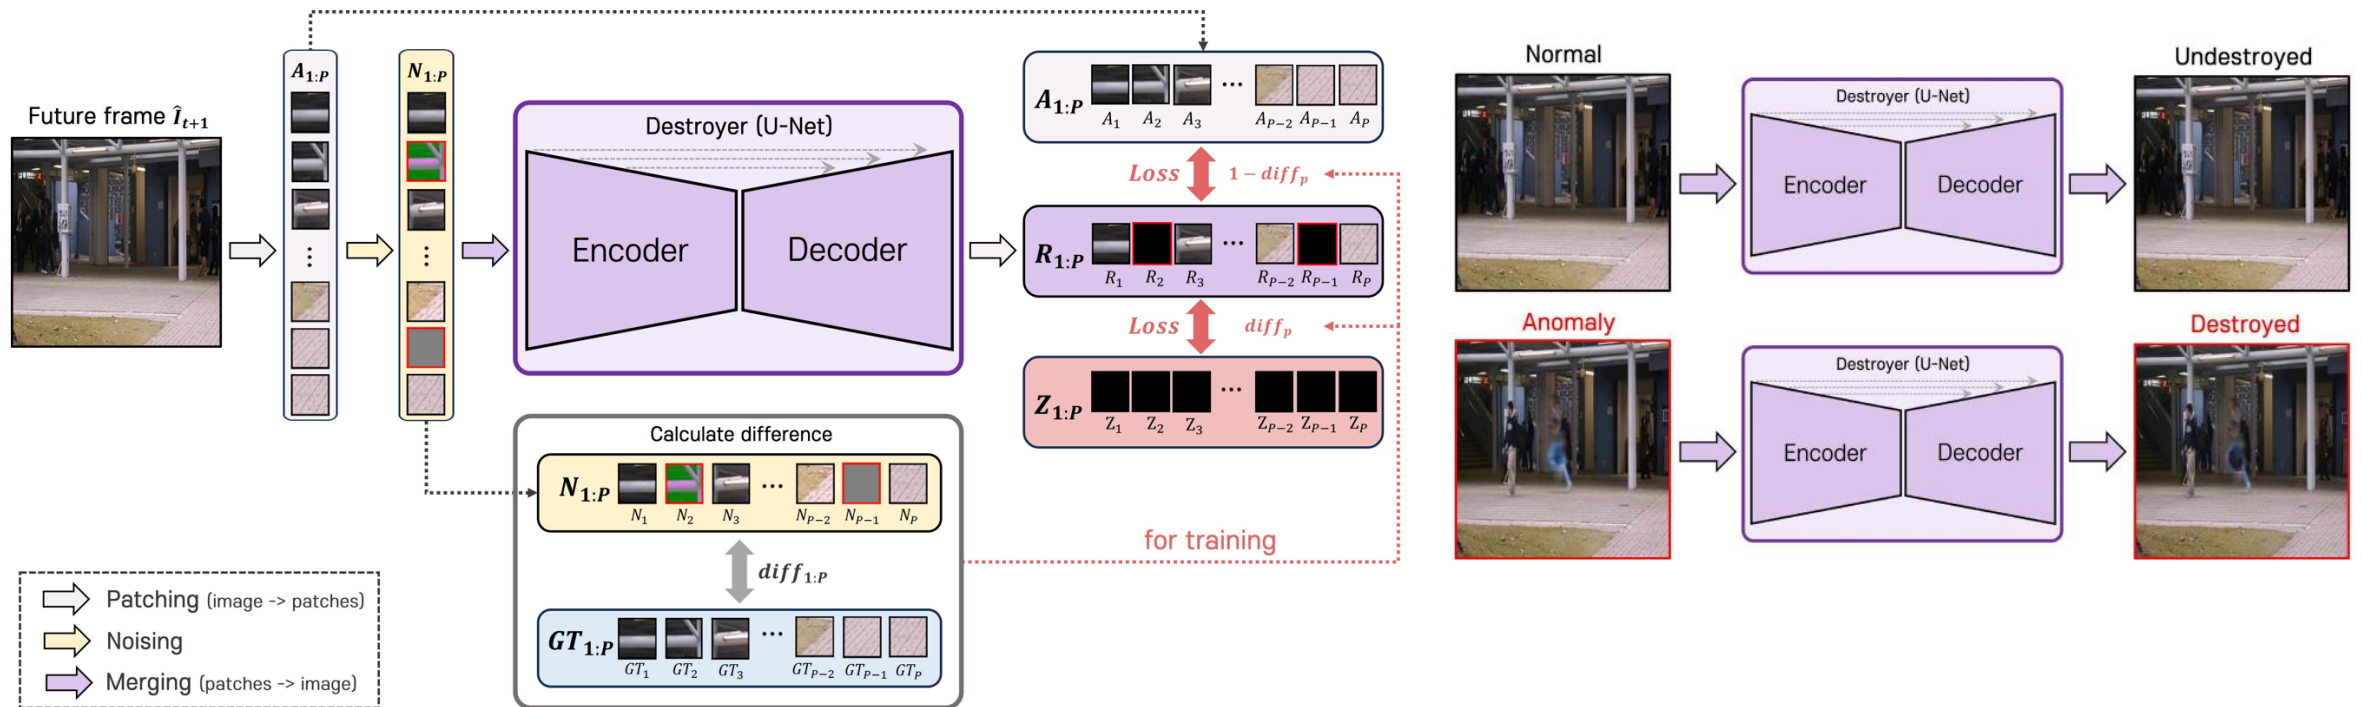 Future frame Î_{t+1}
A_{1:P}
⋮
N_{1:P}
⋮
Destroyer (U-Net)
Encoder
Decoder
A_{1:P}
...
A_1 A_2 A_3 A_{P-2} A_{P-1} A_P
Loss 1 − diff_p
R_{1:P}
...
R_1 R_2 R_3 R_{P-2} R_{P-1} R_P
Loss diff_p
Z_{1:P}
...
Z_1 Z_2 Z_3 Z_{P-2} Z_{P-1} Z_P
Calculate difference
N_{1:P}
...
N_1 N_2 N_3 N_{P-2} N_{P-1} N_P
diff_{1:P}
GT_{1:P}
...
GT_1 GT_2 GT_3 GT_{P-2} GT_{P-1} GT_P
for training
Patching (image -> patches)
Noising
Merging (patches -> image)
Normal
Destroyer (U-Net)
Encoder
Decoder
Undestroyed
Anomaly
Destroyer (U-Net)
Encoder
Decoder
Destroyed